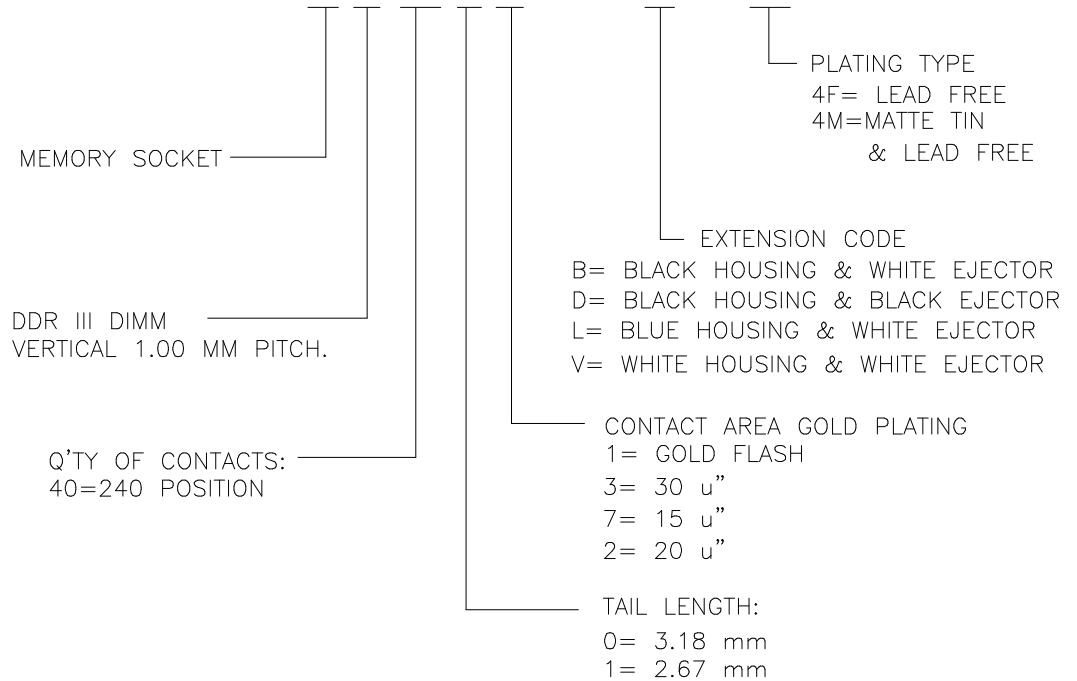 PLATING TYPE
4F= LEAD FREE
4M=MATTE TIN
& LEAD FREE
MEMORY SOCKET
EXTENSION CODE
B= BLACK HOUSING & WHITE EJECTOR
D= BLACK HOUSING & BLACK EJECTOR
L= BLUE HOUSING & WHITE EJECTOR
V= WHITE HOUSING & WHITE EJECTOR
DDR III DIMM
VERTICAL 1.00 MM PITCH.
CONTACT AREA GOLD PLATING
1= GOLD FLASH
3= 30 u"
7= 15 u"
2= 20 u"
Q'TY OF CONTACTS:
40=240 POSITION
TAIL LENGTH:
0= 3.18 mm
1= 2.67 mm